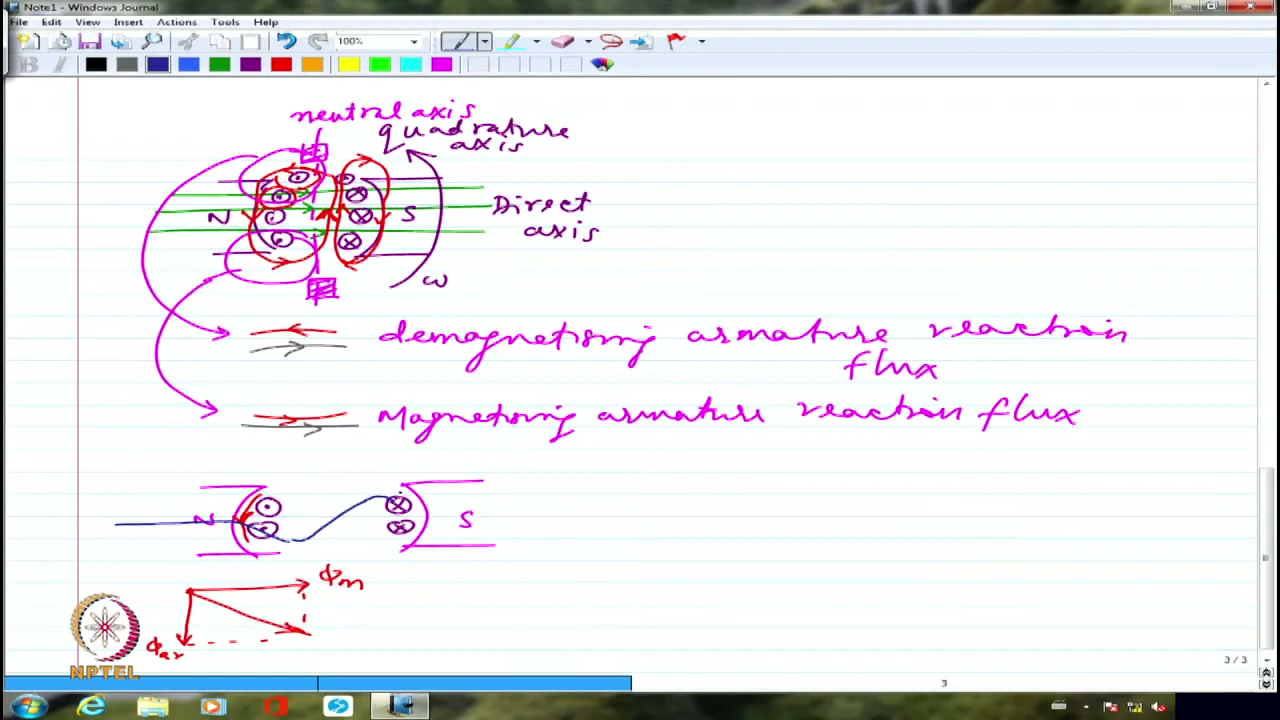 Note1 - Windows Journal
File Edit View Insert Actions Tools Help
100%
B I
neutral axis
quadrature
axis
N
S
Direct
axis
ω
demagnetising armature reaction
flux
Magnetising armature reaction flux
N
S
ϕm
ϕar
NPTEL
3 / 3
3